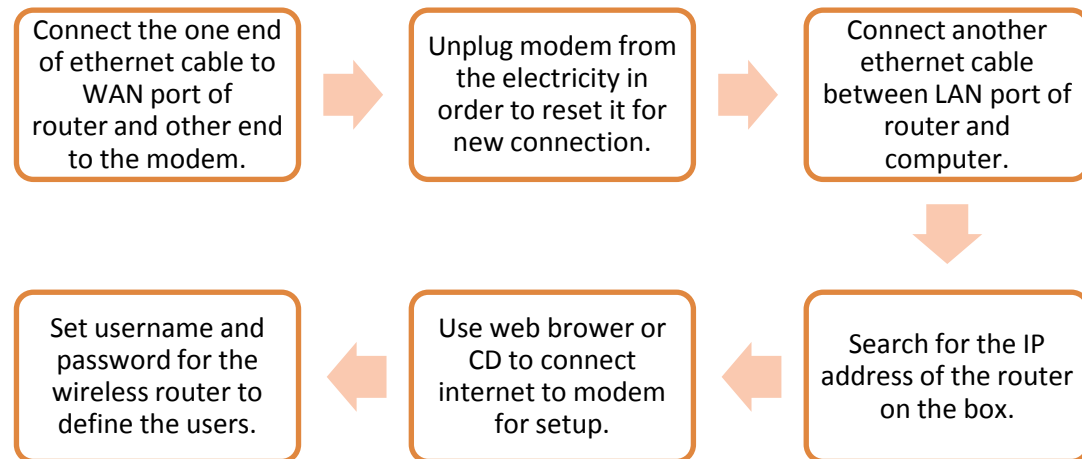 Connect the one end
of ethernet cable to
WAN port of
router and other end
to the modem.
Unplug modem from
the electricity in
order to reset it for
new connection.
Connect another
ethernet cable
between LAN port of
router and
computer.
Search for the IP
address of the router
on the box.
Use web brower or
CD to connect
internet to modem
for setup.
Set username and
password for the
wireless router to
define the users.